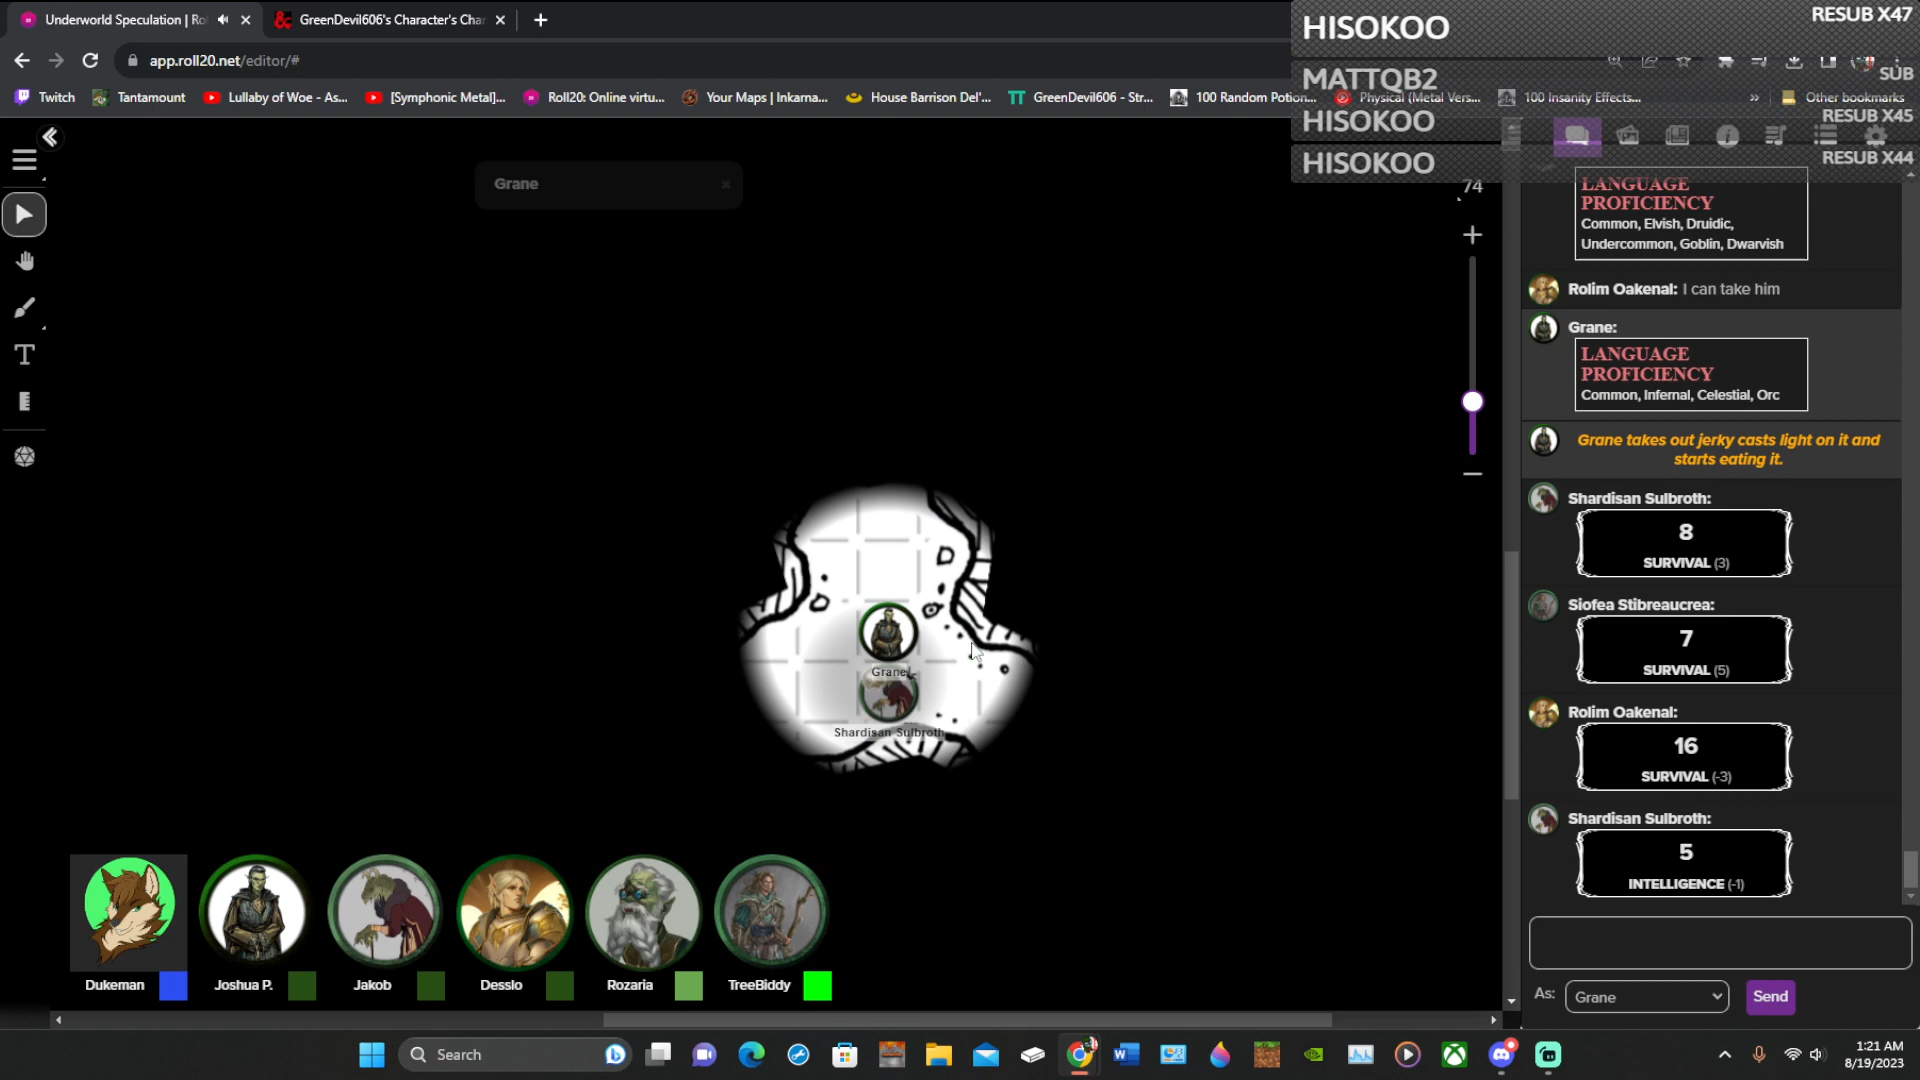 Underworld Speculation | Ro
GreenDevil606's Character's Char
HISOKOO
RESUB X47
app.roll20.net/editor/#
MATTQB2
SUB
Twitch
Tantamount
Lullaby of Woe - As...
[Symphonic Metal]...
Roll20: Online virtu...
Your Maps | Inkarna...
House Barrison Del'...
GreenDevil606 - Str...
100 Random Potion...
Physical (Metal Vers...
100 Insanity Effects...
Other bookmarks
HISOKOO
RESUB X45
HISOKOO
RESUB X44
Grane
74
LANGUAGE
PROFICIENCY
Common, Elvish, Druidic,
Undercommon, Goblin, Dwarvish
Rolim Oakenal: I can take him
Grane:
LANGUAGE
PROFICIENCY
Common, Infernal, Celestial, Orc
Grane takes out jerky casts light on it and
starts eating it.
Shardisan Sulbroth:
8
SURVIVAL (3)
Siofea Stibreaucrea:
7
SURVIVAL (5)
Rolim Oakenal:
16
SURVIVAL (-3)
Shardisan Sulbroth:
5
INTELLIGENCE (-1)
Grane
Shardisan Sulbroth
Dukeman
Joshua P.
Jakob
Desslo
Rozaria
TreeBiddy
As:
Grane
Send
Search
1:21 AM
8/19/2023